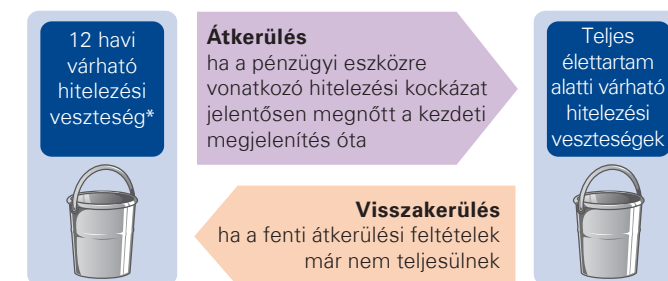 12 havi
várható
hitelezési
veszteség*
Átkerülés
ha a pénzügyi eszközre
vonatkozó hitelezési kockázat
jelentősen megnőtt a kezdeti
megjelenítés óta
Teljes
élettartam
alatti várható
hitelezési
veszteségek
Visszakerülés
ha a fenti átkerülési feltételek
már nem teljesülnek